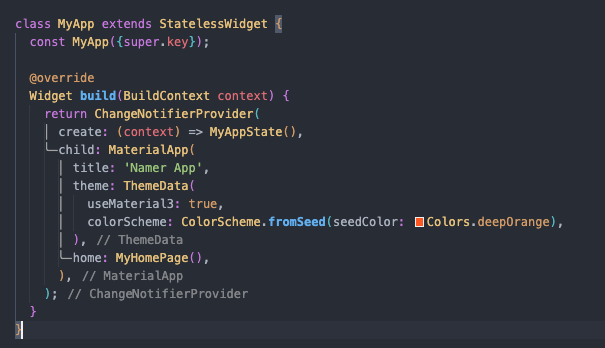 class MyApp extends StatelessWidget {
  const MyApp({super.key});

  @override
  Widget build(BuildContext context) {
    return ChangeNotifierProvider(
      create: (context) => MyAppState(),
      child: MaterialApp(
        title: 'Namer App',
        theme: ThemeData(
          useMaterial3: true,
          colorScheme: ColorScheme.fromSeed(seedColor: Colors.deepOrange),
        ), // ThemeData
        home: MyHomePage(),
      ), // MaterialApp
    ); // ChangeNotifierProvider
  }
}